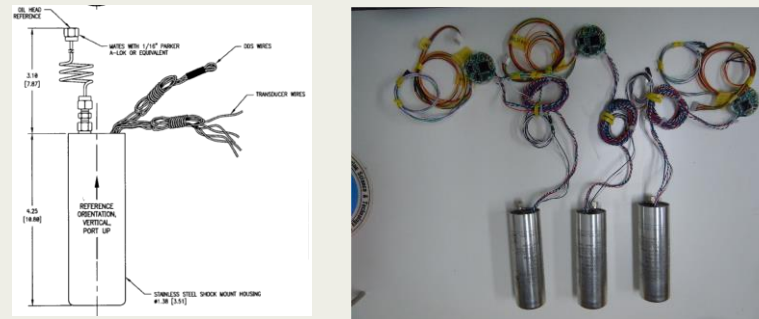 OIL HEAD
REFERENCE
MATES WITH 1/16" PARKER
A-LOK OR EQUIVALENT
DDS WIRES
3.10
[7.87]
TRANSDUCER WIRES
REFERENCE
ORIENTATION,
VERTICAL,
PORT UP
4.25
[10.80]
STAINLESS STEEL SHOCK MOUNT HOUSING
ø1.38 [3.51]